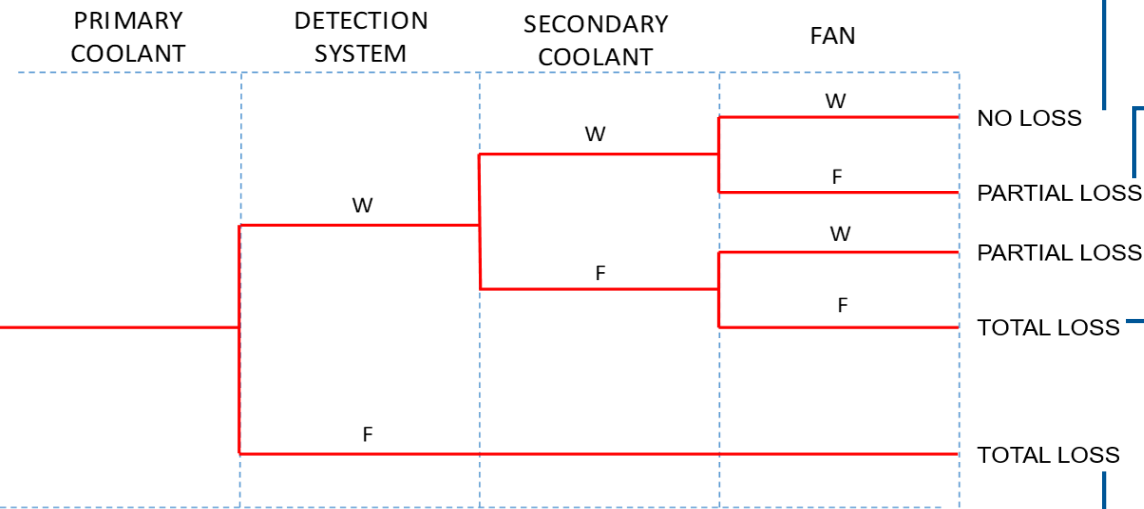 PRIMARY
COOLANT
DETECTION
SYSTEM
SECONDARY
COOLANT
FAN
W
NO LOSS
W
F
PARTIAL LOSS
W
W
PARTIAL LOSS
F
F
TOTAL LOSS
F
TOTAL LOSS